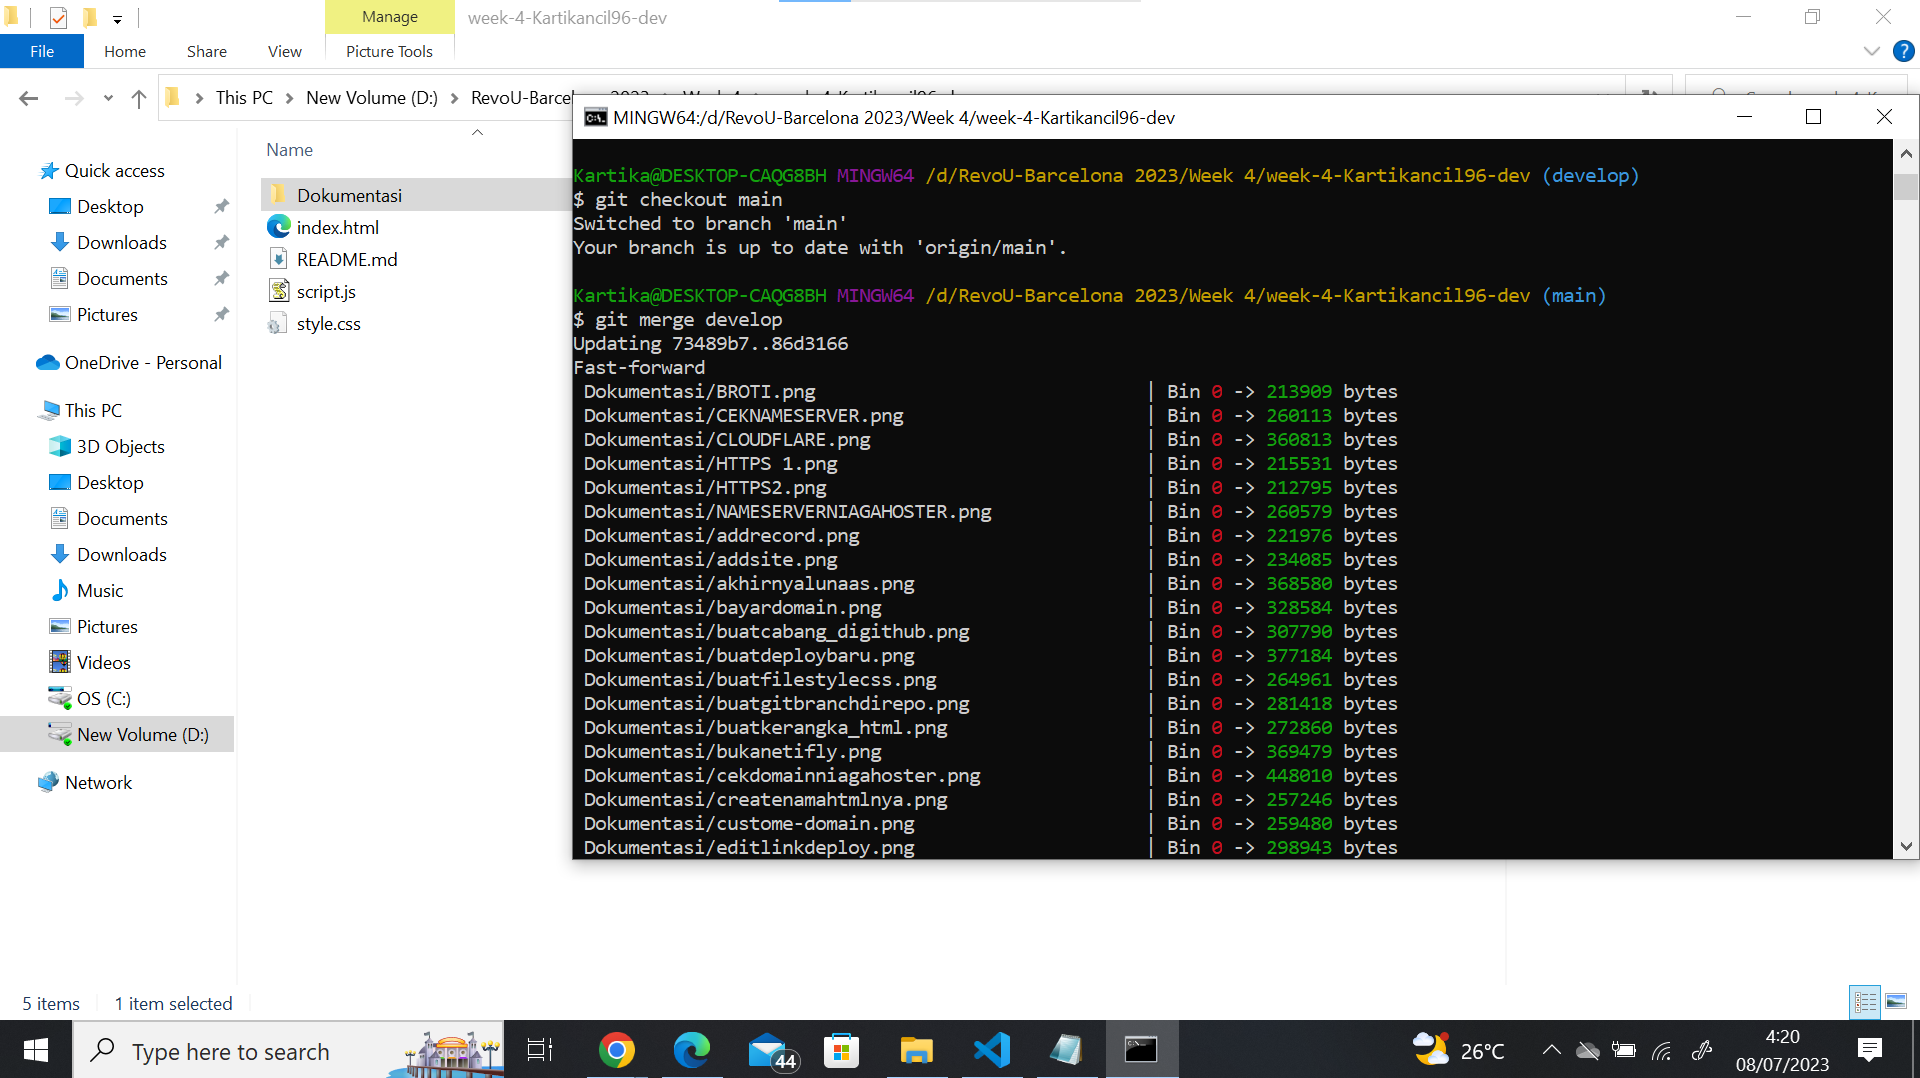 Manage
week-4-Kartikancil96-dev
File
Home
Share
View
Picture Tools
This PC
New Volume (D:)
MINGW64:/d/RevoU-Barcelona 2023/Week 4/week-4-Kartikancil96-dev
Name
Dokumentasi
index.html
README.md
script.js
style.css
Quick access
Desktop
Downloads
Documents
Pictures
OneDrive - Personal
This PC
3D Objects
Desktop
Documents
Downloads
Music
Pictures
Videos
OS (C:)
New Volume (D:)
Network
Kartika@DESKTOP-CAQG8BH MINGW64 /d/RevoU-Barcelona 2023/Week 4/week-4-Kartikancil96-dev (develop)
$ git checkout main
Switched to branch 'main'
Your branch is up to date with 'origin/main'.
Kartika@DESKTOP-CAQG8BH MINGW64 /d/RevoU-Barcelona 2023/Week 4/week-4-Kartikancil96-dev (main)
$ git merge develop
Updating 73489b7..86d3166
Fast-forward
Dokumentasi/BROTI.png | Bin 0 -> 213909 bytes
Dokumentasi/CEKNAMESERVER.png | Bin 0 -> 260113 bytes
Dokumentasi/CLOUDFLARE.png | Bin 0 -> 360813 bytes
Dokumentasi/HTTPS 1.png | Bin 0 -> 215531 bytes
Dokumentasi/HTTPS2.png | Bin 0 -> 212795 bytes
Dokumentasi/NAMESERVERNIAGAHOSTER.png | Bin 0 -> 260579 bytes
Dokumentasi/addrecord.png | Bin 0 -> 221976 bytes
Dokumentasi/addsite.png | Bin 0 -> 234085 bytes
Dokumentasi/akhirnyalunaas.png | Bin 0 -> 368580 bytes
Dokumentasi/bayardomain.png | Bin 0 -> 328584 bytes
Dokumentasi/buatcabang_digithub.png | Bin 0 -> 307790 bytes
Dokumentasi/buatdeploybaru.png | Bin 0 -> 377184 bytes
Dokumentasi/buatfilestylecss.png | Bin 0 -> 264961 bytes
Dokumentasi/buatgitbranchdirepo.png | Bin 0 -> 281418 bytes
Dokumentasi/buatkerangka_html.png | Bin 0 -> 272860 bytes
Dokumentasi/bukanetifly.png | Bin 0 -> 369479 bytes
Dokumentasi/cekdomainniagahoster.png | Bin 0 -> 448010 bytes
Dokumentasi/createnamahtmlnya.png | Bin 0 -> 257246 bytes
Dokumentasi/custome-domain.png | Bin 0 -> 259480 bytes
Dokumentasi/editlinkdeploy.png | Bin 0 -> 298943 bytes
5 items
1 item selected
Type here to search
44
26°C
4:20
08/07/2023